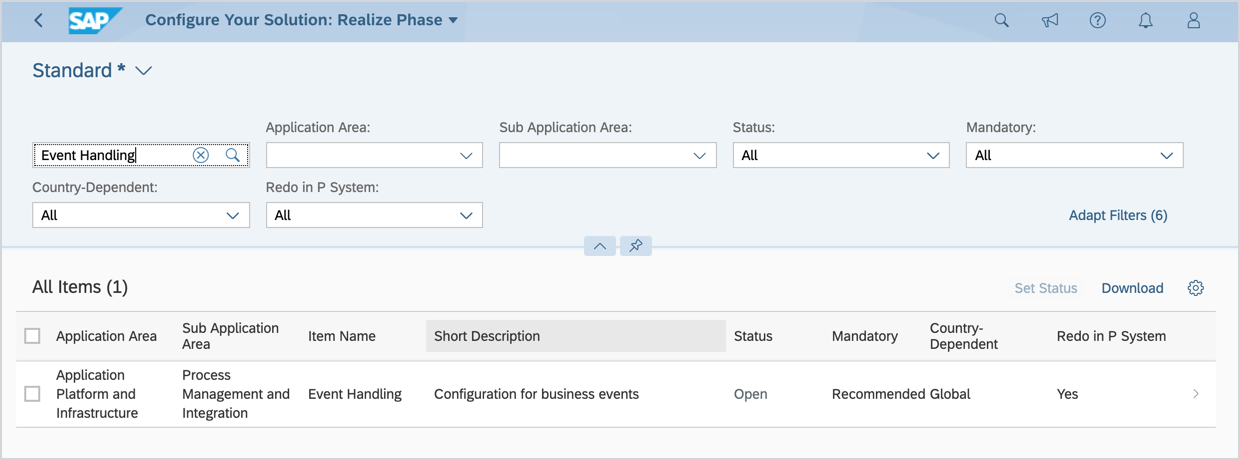 SAP Configure Your Solution: Realize Phase
Standard *
Application Area: Sub Application Area: Status: Mandatory:
Event Handling All All
Country-Dependent: Redo in P System:
All All Adapt Filters (6)
All Items (1) Set Status Download
Application Area Sub Application Area Item Name Short Description Status Mandatory Country-Dependent Redo in P System
Application Platform and Infrastructure Process Management and Integration Event Handling Configuration for business events Open Recommended Global Yes